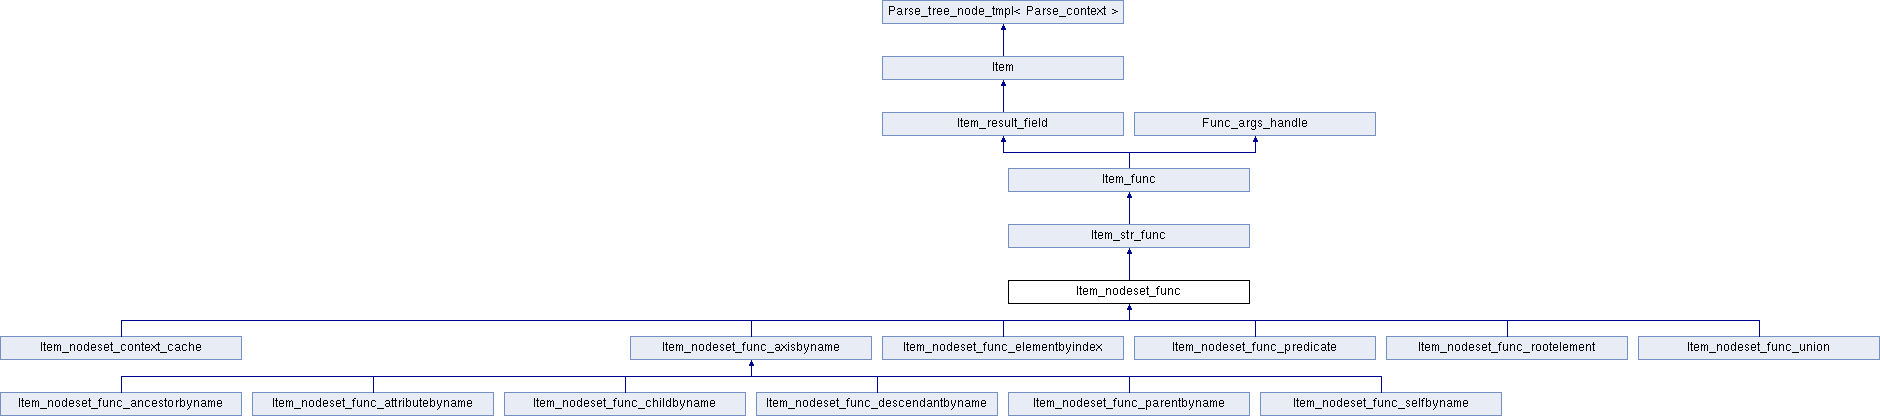 Parse_tree_node_tmpl< Parse_context >
Item
Item_result_field
Func_args_handle
Item_func
Item_str_func
Item_nodeset_func
Item_nodeset_context_cache
Item_nodeset_func_axisbyname
Item_nodeset_func_elementbyindex
Item_nodeset_func_predicate
Item_nodeset_func_rootelement
Item_nodeset_func_union
Item_nodeset_func_ancestorbyname
Item_nodeset_func_attributebyname
Item_nodeset_func_childbyname
Item_nodeset_func_descendantbyname
Item_nodeset_func_parentbyname
Item_nodeset_func_selfbyname